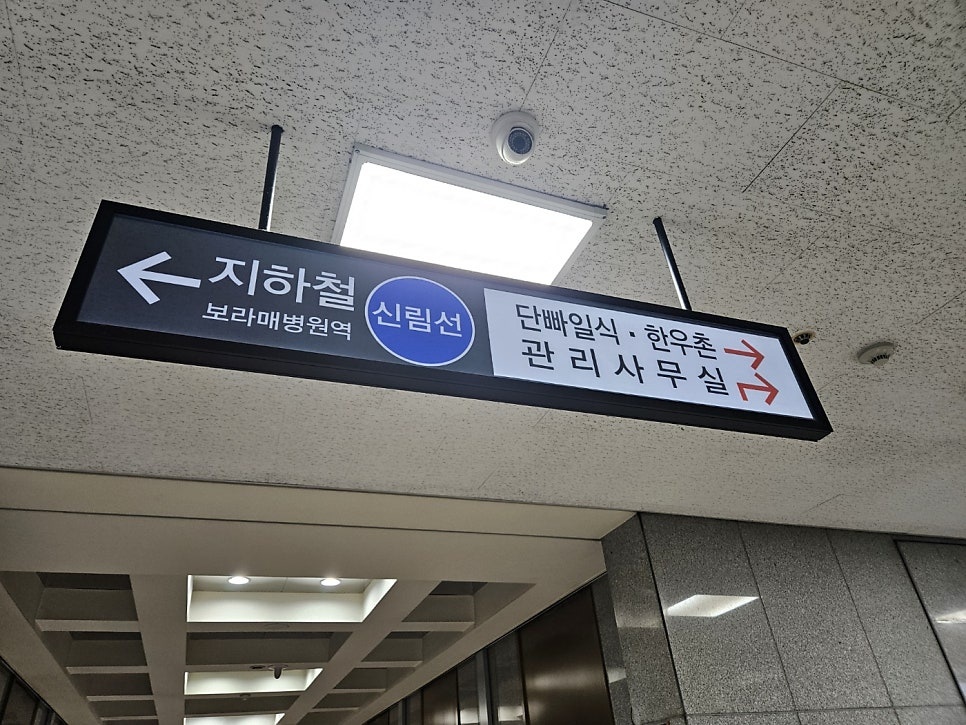 지하철
보라매병원역
신림선
단빠일식 · 한우촌
관리사무실